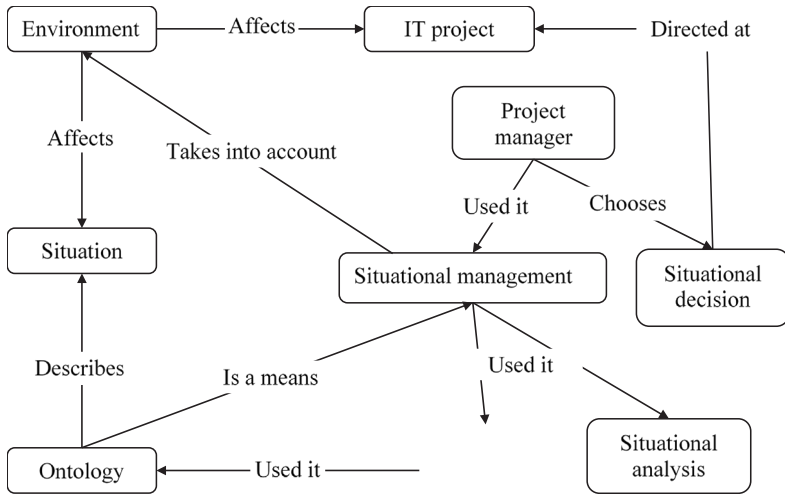 Environment
Affects
IT project
Directed at
Project
manager
Affects
Takes into account
Used it
Chooses
Situation
Situational management
Situational
decision
Describes
Is a means
Used it
Ontology
Used it
Situational
analysis